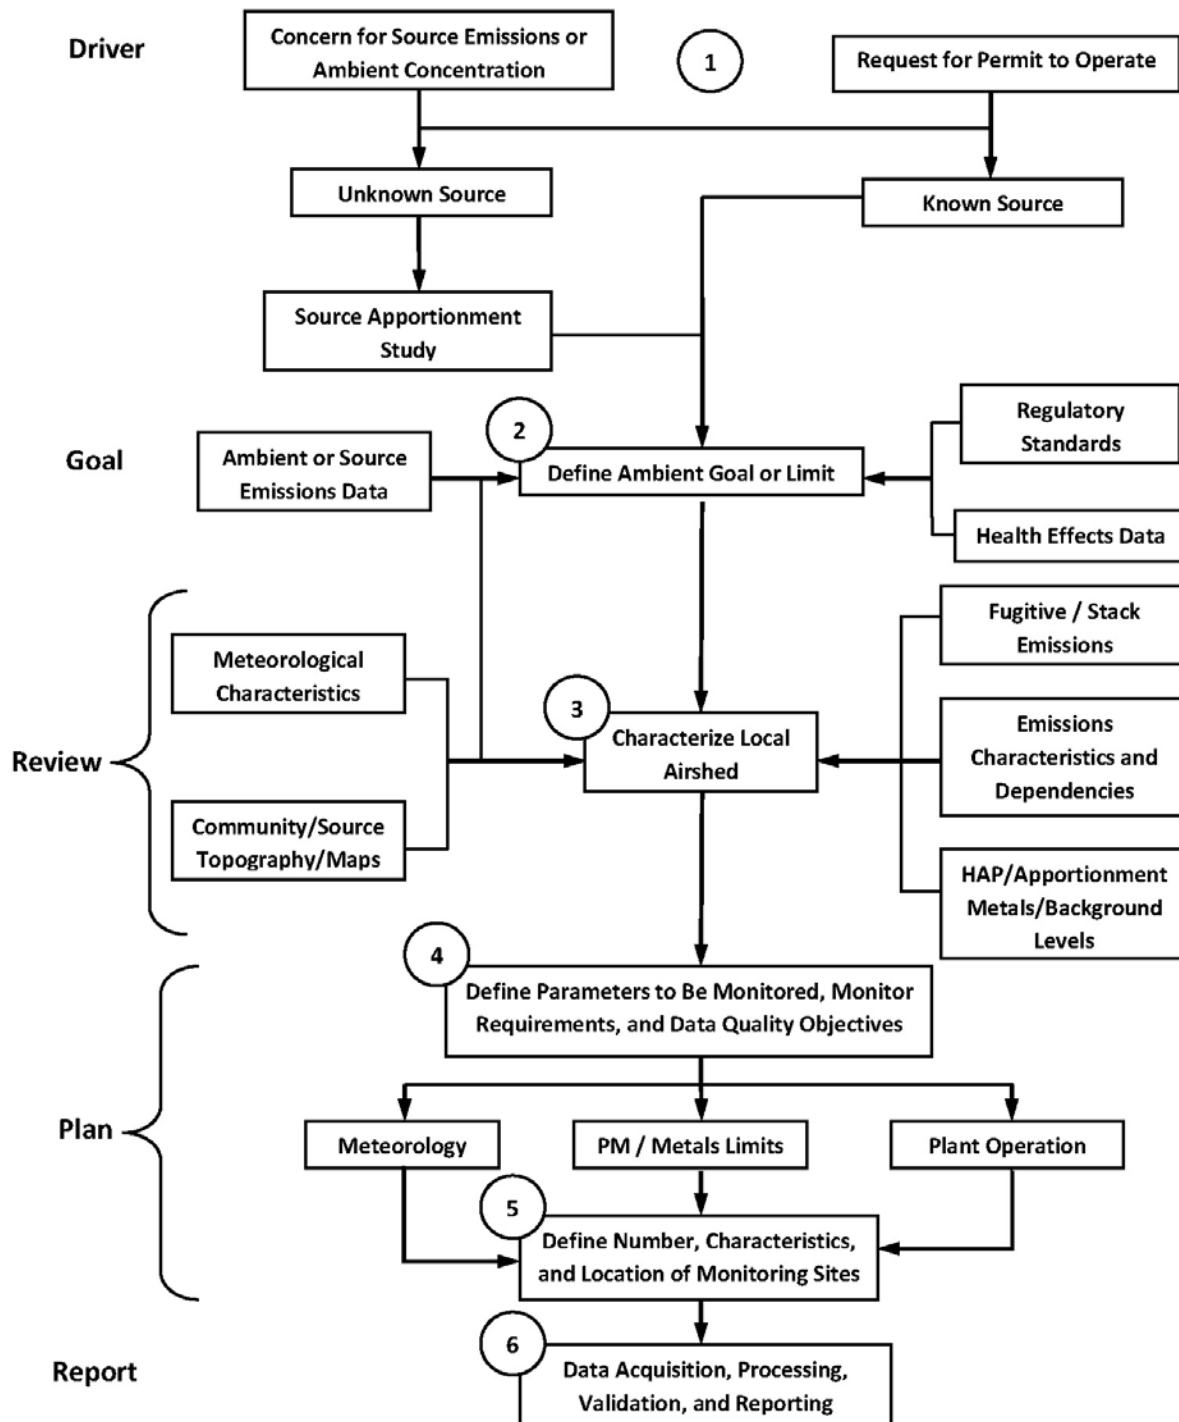 Driver
Concern for Source Emissions or
Ambient Concentration
1
Request for Permit to Operate
Unknown Source
Known Source
Source Apportionment
Study
Goal
Ambient or Source
Emissions Data
2
Define Ambient Goal or Limit
Regulatory
Standards
Health Effects Data
Review
Meteorological
Characteristics
Community/Source
Topography/Maps
3
Characterize Local
Airshed
Fugitive / Stack
Emissions
Emissions
Characteristics and
Dependencies
HAP/Apportionment
Metals/Background
Levels
Plan
4
Define Parameters to Be Monitored, Monitor
Requirements, and Data Quality Objectives
Meteorology
PM / Metals Limits
Plant Operation
5
Define Number, Characteristics,
and Location of Monitoring Sites
Report
6
Data Acquisition, Processing,
Validation, and Reporting